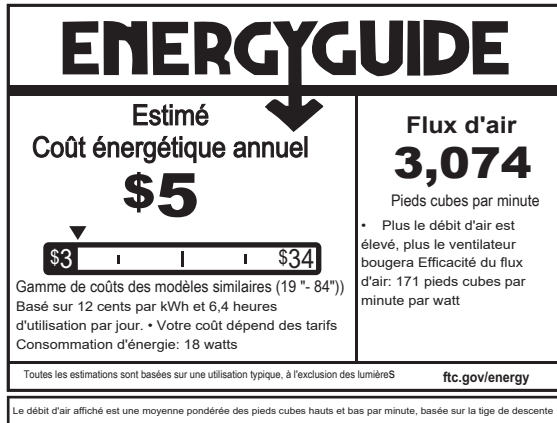 ENERGYGUIDE
Estimé
Coût énergétique annuel
$5
$3
$34
Gamme de coûts des modèles similaires (19 "- 84"))
Basé sur 12 cents par kWh et 6,4 heures
d'utilisation par jour. • Votre coût dépend des tarifs
Consommation d'énergie: 18 watts
Flux d'air
3,074
Pieds cubes par minute
• Plus le débit d'air est
élevé, plus le ventilateur
bougera Efficacité du flux
d'air: 171 pieds cubes par
minute par watt
Toutes les estimations sont basées sur une utilisation typique, à l'exclusion des lumièreS
ftc.gov/energy
Le débit d'air affiché est une moyenne pondérée des pieds cubes hauts et bas par minute, basée sur la tige de descente